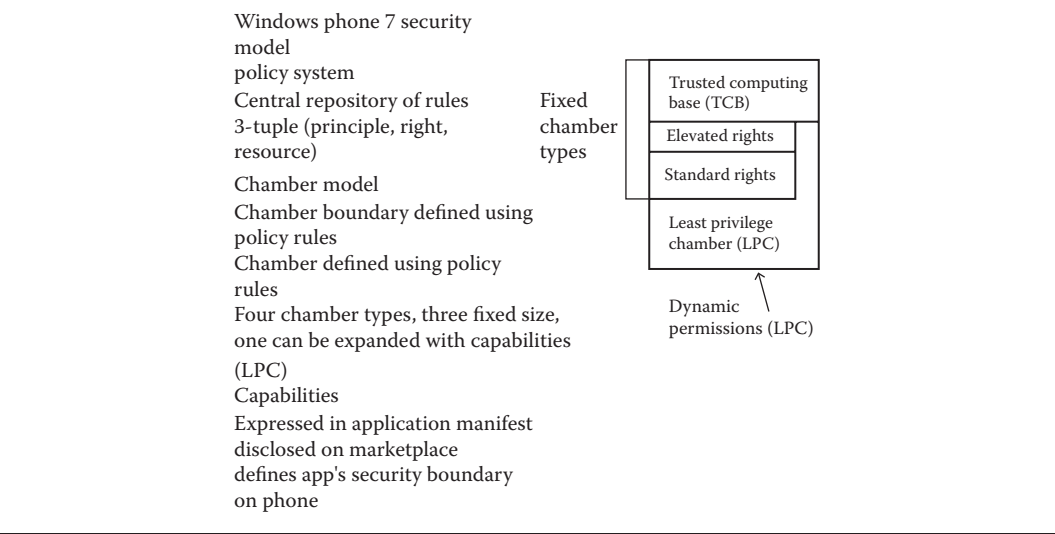 Windows phone 7 security
model
policy system
Central repository of rules
3-tuple (principle, right,
resource)
Chamber model
Chamber boundary defined using
policy rules
Chamber defined using policy
rules
Four chamber types, three fixed size,
one can be expanded with capabilities
(LPC)
Capabilities
Expressed in application manifest
disclosed on marketplace
defines app's security boundary
on phone
Fixed
chamber
types
Trusted computing
base (TCB)
Elevated rights
Standard rights
Least privilege
chamber (LPC)
Dynamic
permissions (LPC)